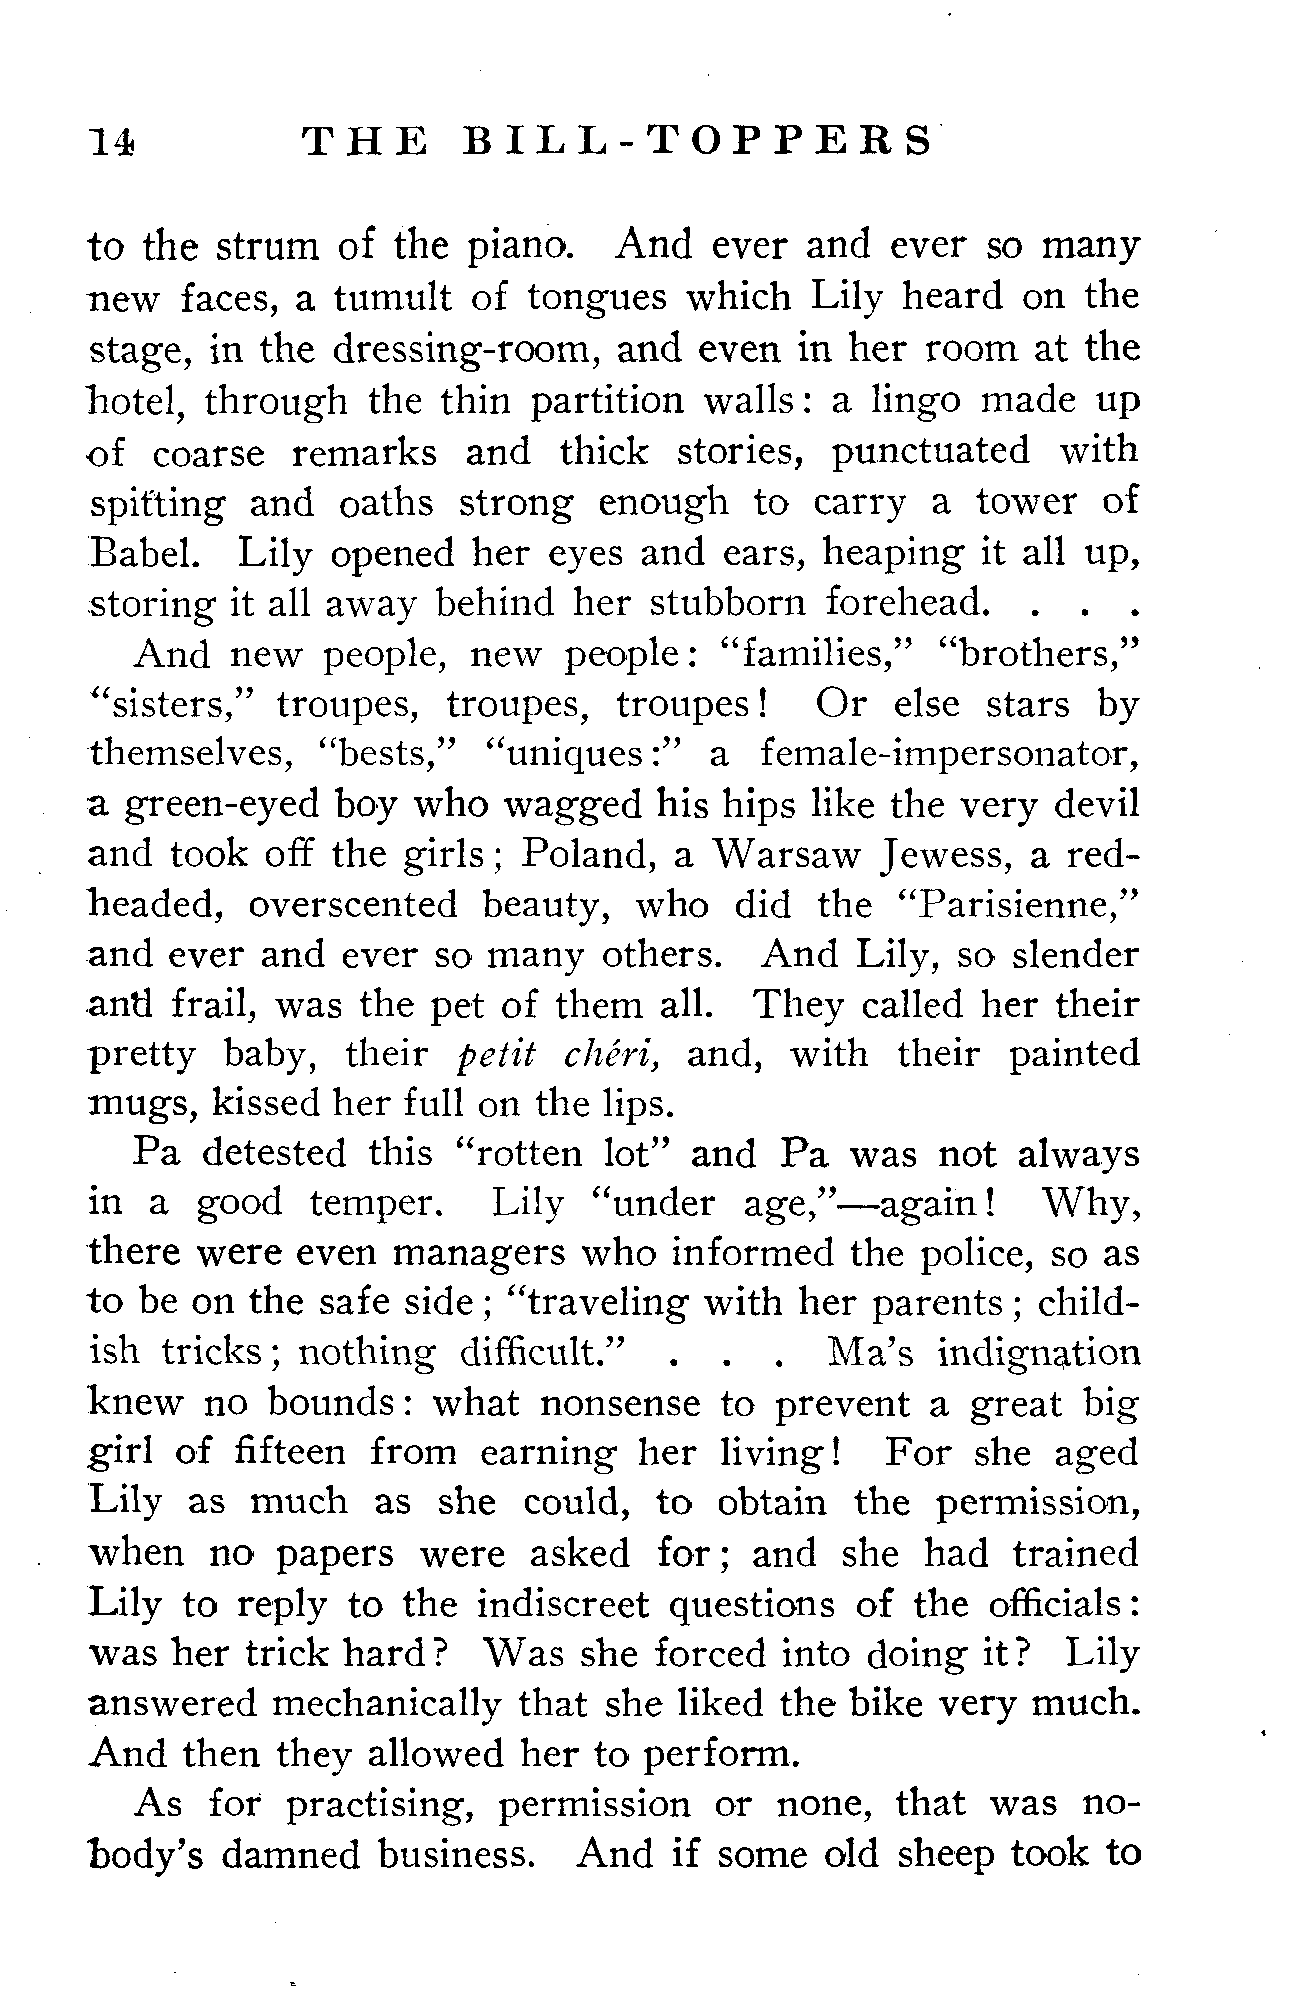 14 THE BILL-TOPPERS
to the strum of the piano. And ever and ever so many
new faces, a tumult of tongues which Lily heard on the
stage, in the dressing-room, and even in her room at the
hotel, through the thin partition walls: a lingo made up
of coarse remarks and thick stories, punctuated with
spitting and oaths strong enough to carry a tower of
Babel. Lily opened her eyes and ears, heaping it all up,
storing it all away behind her stubborn forehead. . . .
And new people, new people: “families,” “brothers,”
“sisters,” troupes, troupes, troupes! Or else stars by
themselves, “bests,” “uniques:” a female-impersonator,
a green-eyed boy who wagged his hips like the very devil
and took off the girls; Poland, a Warsaw Jewess, a red-
headed, overscented beauty, who did the “Parisienne,”
and ever and ever so many others. And Lily, so slender
and frail, was the pet of them all. They called her their
pretty baby, their petit chéri, and, with their painted
mugs, kissed her full on the lips.
Pa detested this “rotten lot” and Pa was not always
in a good temper. Lily “under age,”—again! Why,
there were even managers who informed the police, so as
to be on the safe side; “traveling with her parents; child-
ish tricks; nothing difficult.” . . . Ma’s indignation
knew no bounds: what nonsense to prevent a great big
girl of fifteen from earning her living! For she aged
Lily as much as she could, to obtain the permission,
when no papers were asked for; and she had trained
Lily to reply to the indiscreet questions of the officials:
was her trick hard? Was she forced into doing it? Lily
answered mechanically that she liked the bike very much.
And then they allowed her to perform.
As for practising, permission or none, that was no-
body’s damned business. And if some old sheep took to